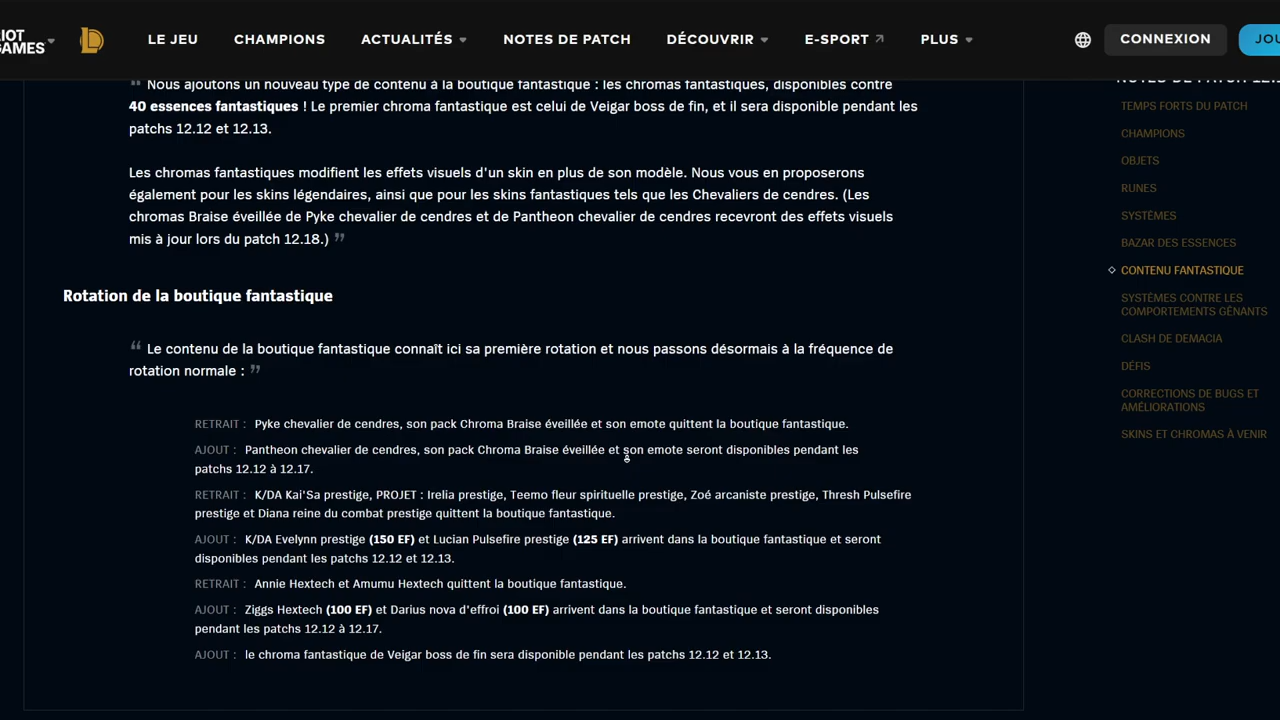 LE JEU CHAMPIONS ACTUALITÉS NOTES DE PATCH DÉCOUVRIR E-SPORT PLUS CONNEXION
GAMES
Nous ajoutons un nouveau type de contenu à la boutique fantastique : les chromas fantastiques, disponibles contre
40 essences fantastiques ! Le premier chroma fantastique est celui de Veigar boss de fin, et il sera disponible pendant les
patchs 12.12 et 12.13.
Les chromas fantastiques modifient les effets visuels d'un skin en plus de son modèle. Nous vous en proposerons
également pour les skins légendaires, ainsi que pour les skins fantastiques tels que les Chevaliers de cendres. (Les
chromas Braise éveillée de Pyke chevalier de cendres et de Pantheon chevalier de cendres recevront des effets visuels
mis à jour lors du patch 12.18.) ”
Rotation de la boutique fantastique
“ Le contenu de la boutique fantastique connaît ici sa première rotation et nous passons désormais à la fréquence de
rotation normale : ”
RETRAIT : Pyke chevalier de cendres, son pack Chroma Braise éveillée et son emote quittent la boutique fantastique.
AJOUT : Pantheon chevalier de cendres, son pack Chroma Braise éveillée et son emote seront disponibles pendant les
patchs 12.12 à 12.17.
RETRAIT : K/DA Kai'Sa prestige, PROJET : Irelia prestige, Teemo fleur spirituelle prestige, Zoé arcaniste prestige, Thresh Pulsefire
prestige et Diana reine du combat prestige quittent la boutique fantastique.
AJOUT : K/DA Evelynn prestige (150 EF) et Lucian Pulsefire prestige (125 EF) arrivent dans la boutique fantastique et seront
disponibles pendant les patchs 12.12 et 12.13.
RETRAIT : Annie Hextech et Amumu Hextech quittent la boutique fantastique.
AJOUT : Ziggs Hextech (100 EF) et Darius nova d'effroi (100 EF) arrivent dans la boutique fantastique et seront disponibles
pendant les patchs 12.12 à 12.17.
AJOUT : le chroma fantastique de Veigar boss de fin sera disponible pendant les patchs 12.12 et 12.13.
TEMPS FORTS DU PATCH
CHAMPIONS
OBJETS
RUNES
SYSTÈMES
BAZAR DES ESSENCES
CONTENU FANTASTIQUE
SYSTÈMES CONTRE LES
COMPORTEMENTS GÊNANTS
CLASH DE DEMACIA
DÉFIS
CORRECTIONS DE BUGS ET
AMÉLIORATIONS
SKINS ET CHROMAS À VENIR